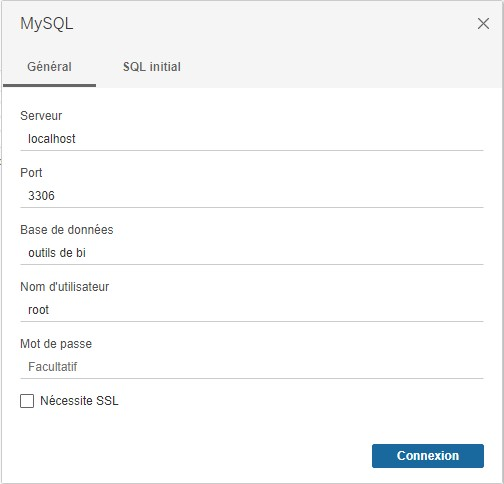 MySQL
Général SQL initial
Serveur
localhost
Port
3306
Base de données
outils de bi
Nom d'utilisateur
root
Mot de passe
Facultatif
Nécessite SSL
Connexion